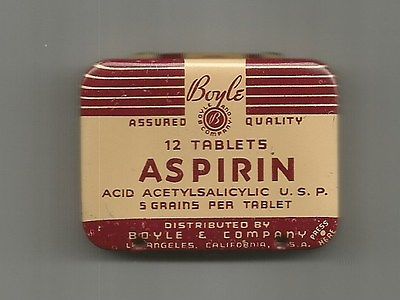 Boyle
BOYLE AND COMPANY
B
ASSURED QUALITY
12 TABLETS
ASPIRIN
ACID ACETYLSALICYLIC U. S. P.
5 GRAINS PER TABLET
DISTRIBUTED BY
BOYLE & COMPANY
LOS ANGELES, CALIFORNIA, U.S.A.
PRESS
HERE